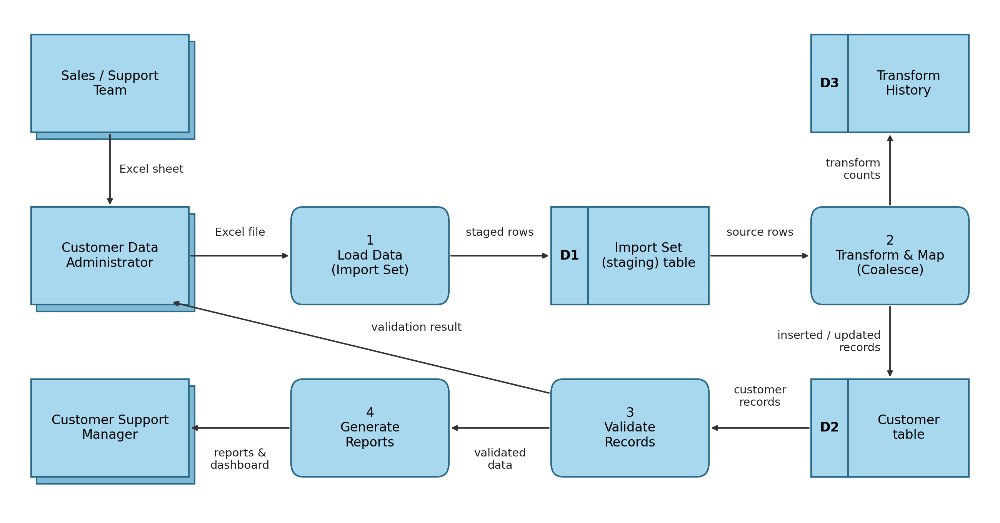 Sales / Support
Team
D3
Transform
History
Excel sheet
transform
counts
Customer Data
Administrator
Excel file
1
Load Data
(Import Set)
staged rows
D1
Import Set
(staging) table
source rows
2
Transform & Map
(Coalesce)
validation result
inserted / updated
records
Customer Support
Manager
reports &
dashboard
4
Generate
Reports
validated
data
3
Validate
Records
customer
records
D2
Customer
table